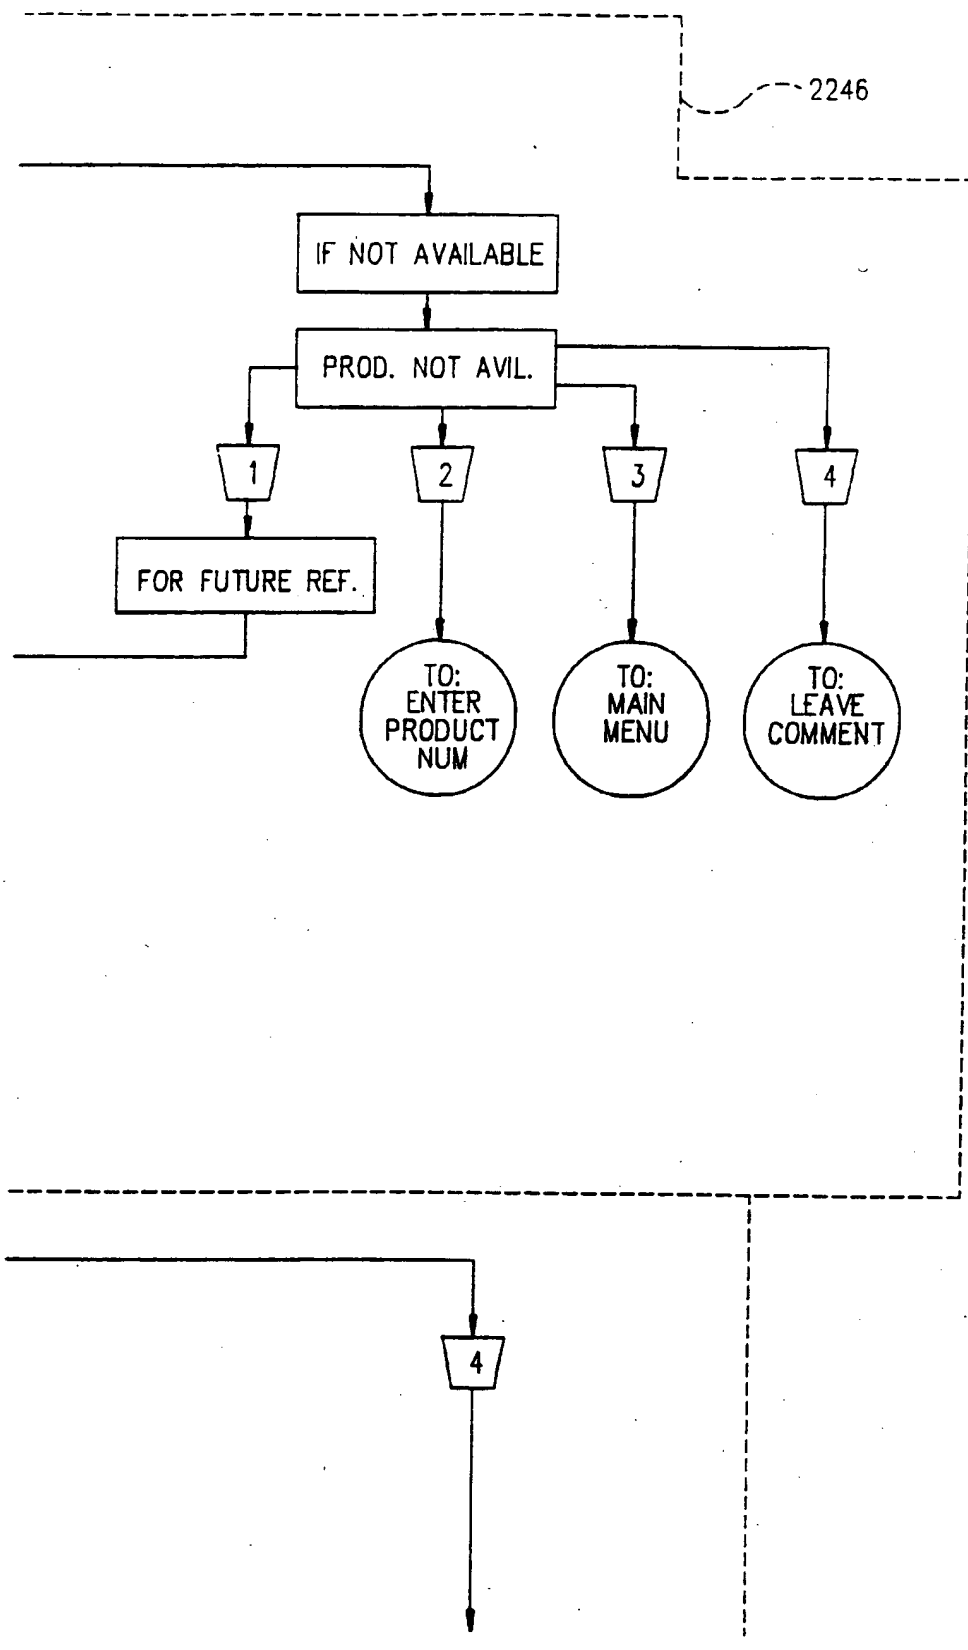 2246
IF NOT AVAILABLE
PROD. NOT AVIL.
1
2
3
4
FOR FUTURE REF.
TO:
ENTER
PRODUCT
NUM
TO:
MAIN
MENU
TO:
LEAVE
COMMENT
4